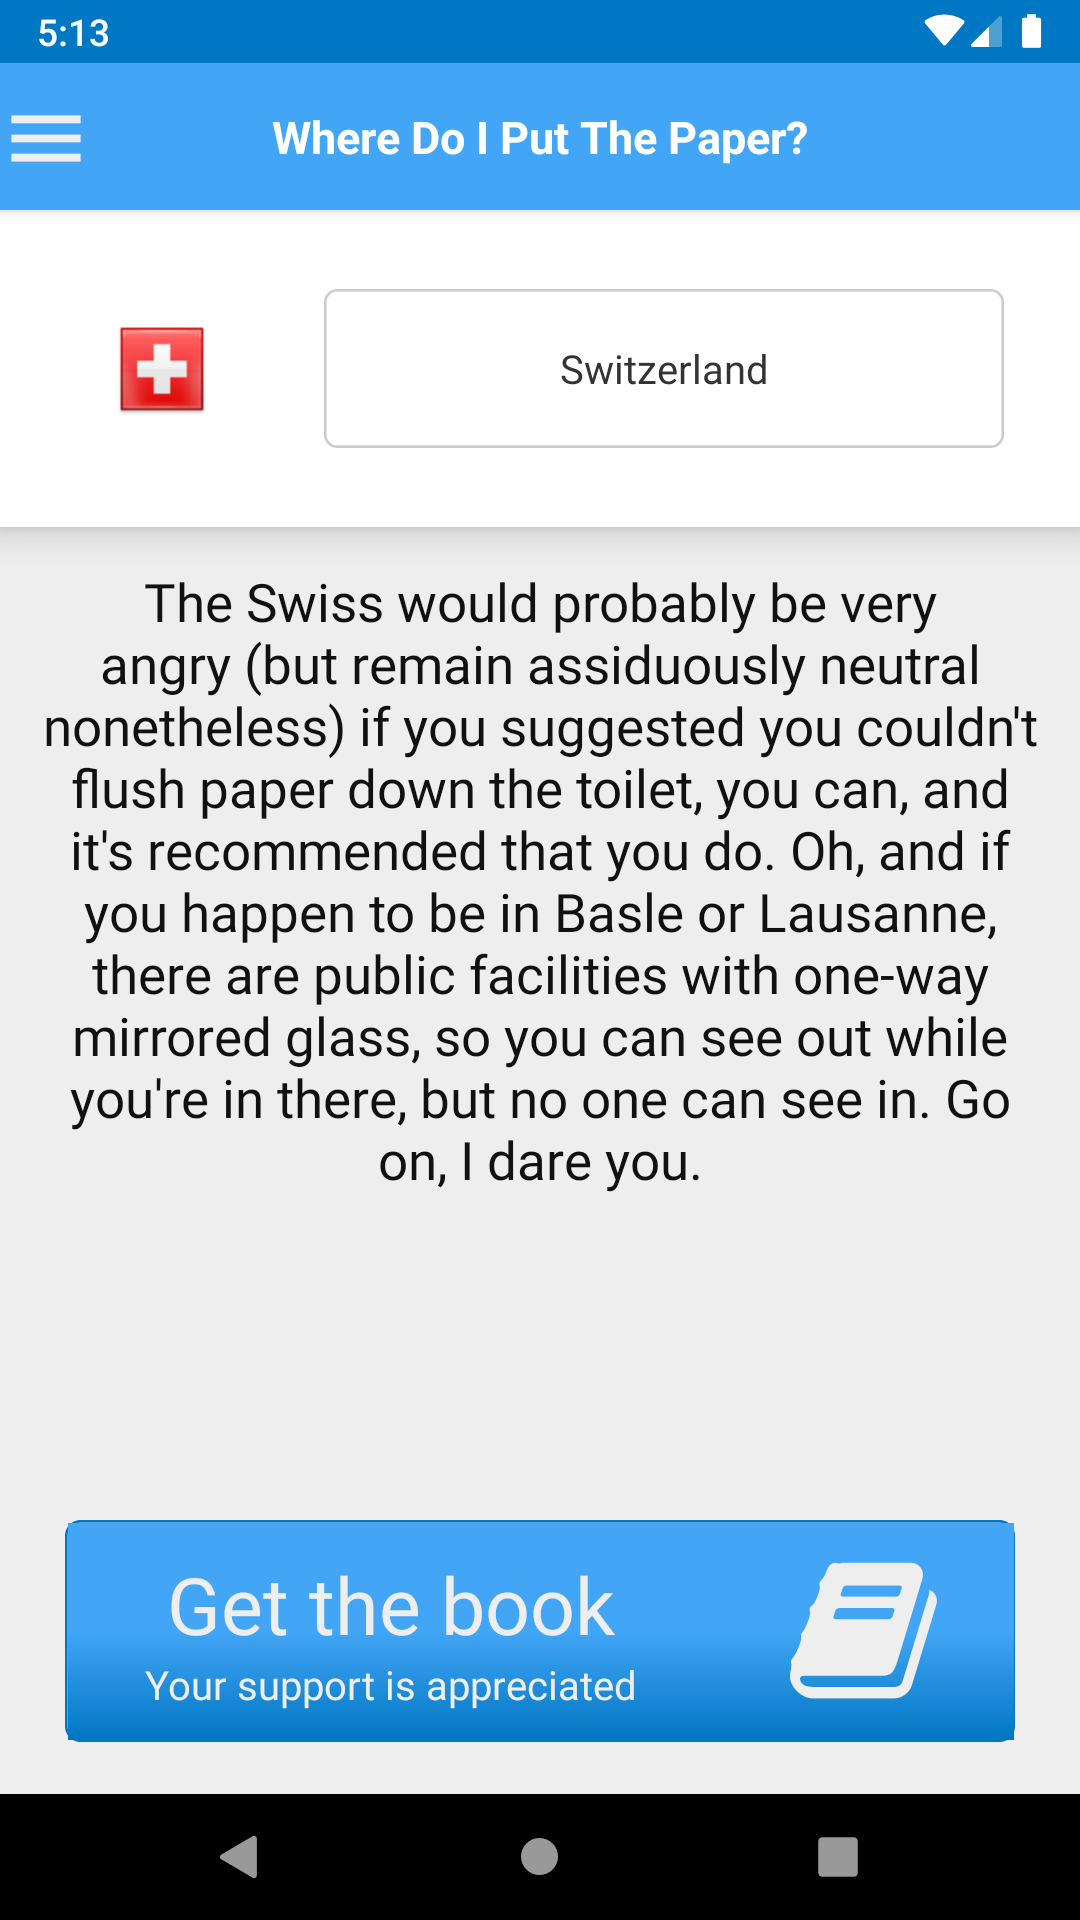 5:13
Where Do I Put The Paper?
Switzerland
The Swiss would probably be very
angry (but remain assiduously neutral
nonetheless) if you suggested you couldn't
flush paper down the toilet, you can, and
it's recommended that you do. Oh, and if
you happen to be in Basle or Lausanne,
there are public facilities with one-way
mirrored glass, so you can see out while
you're in there, but no one can see in. Go
on, I dare you.
Get the book
Your support is appreciated